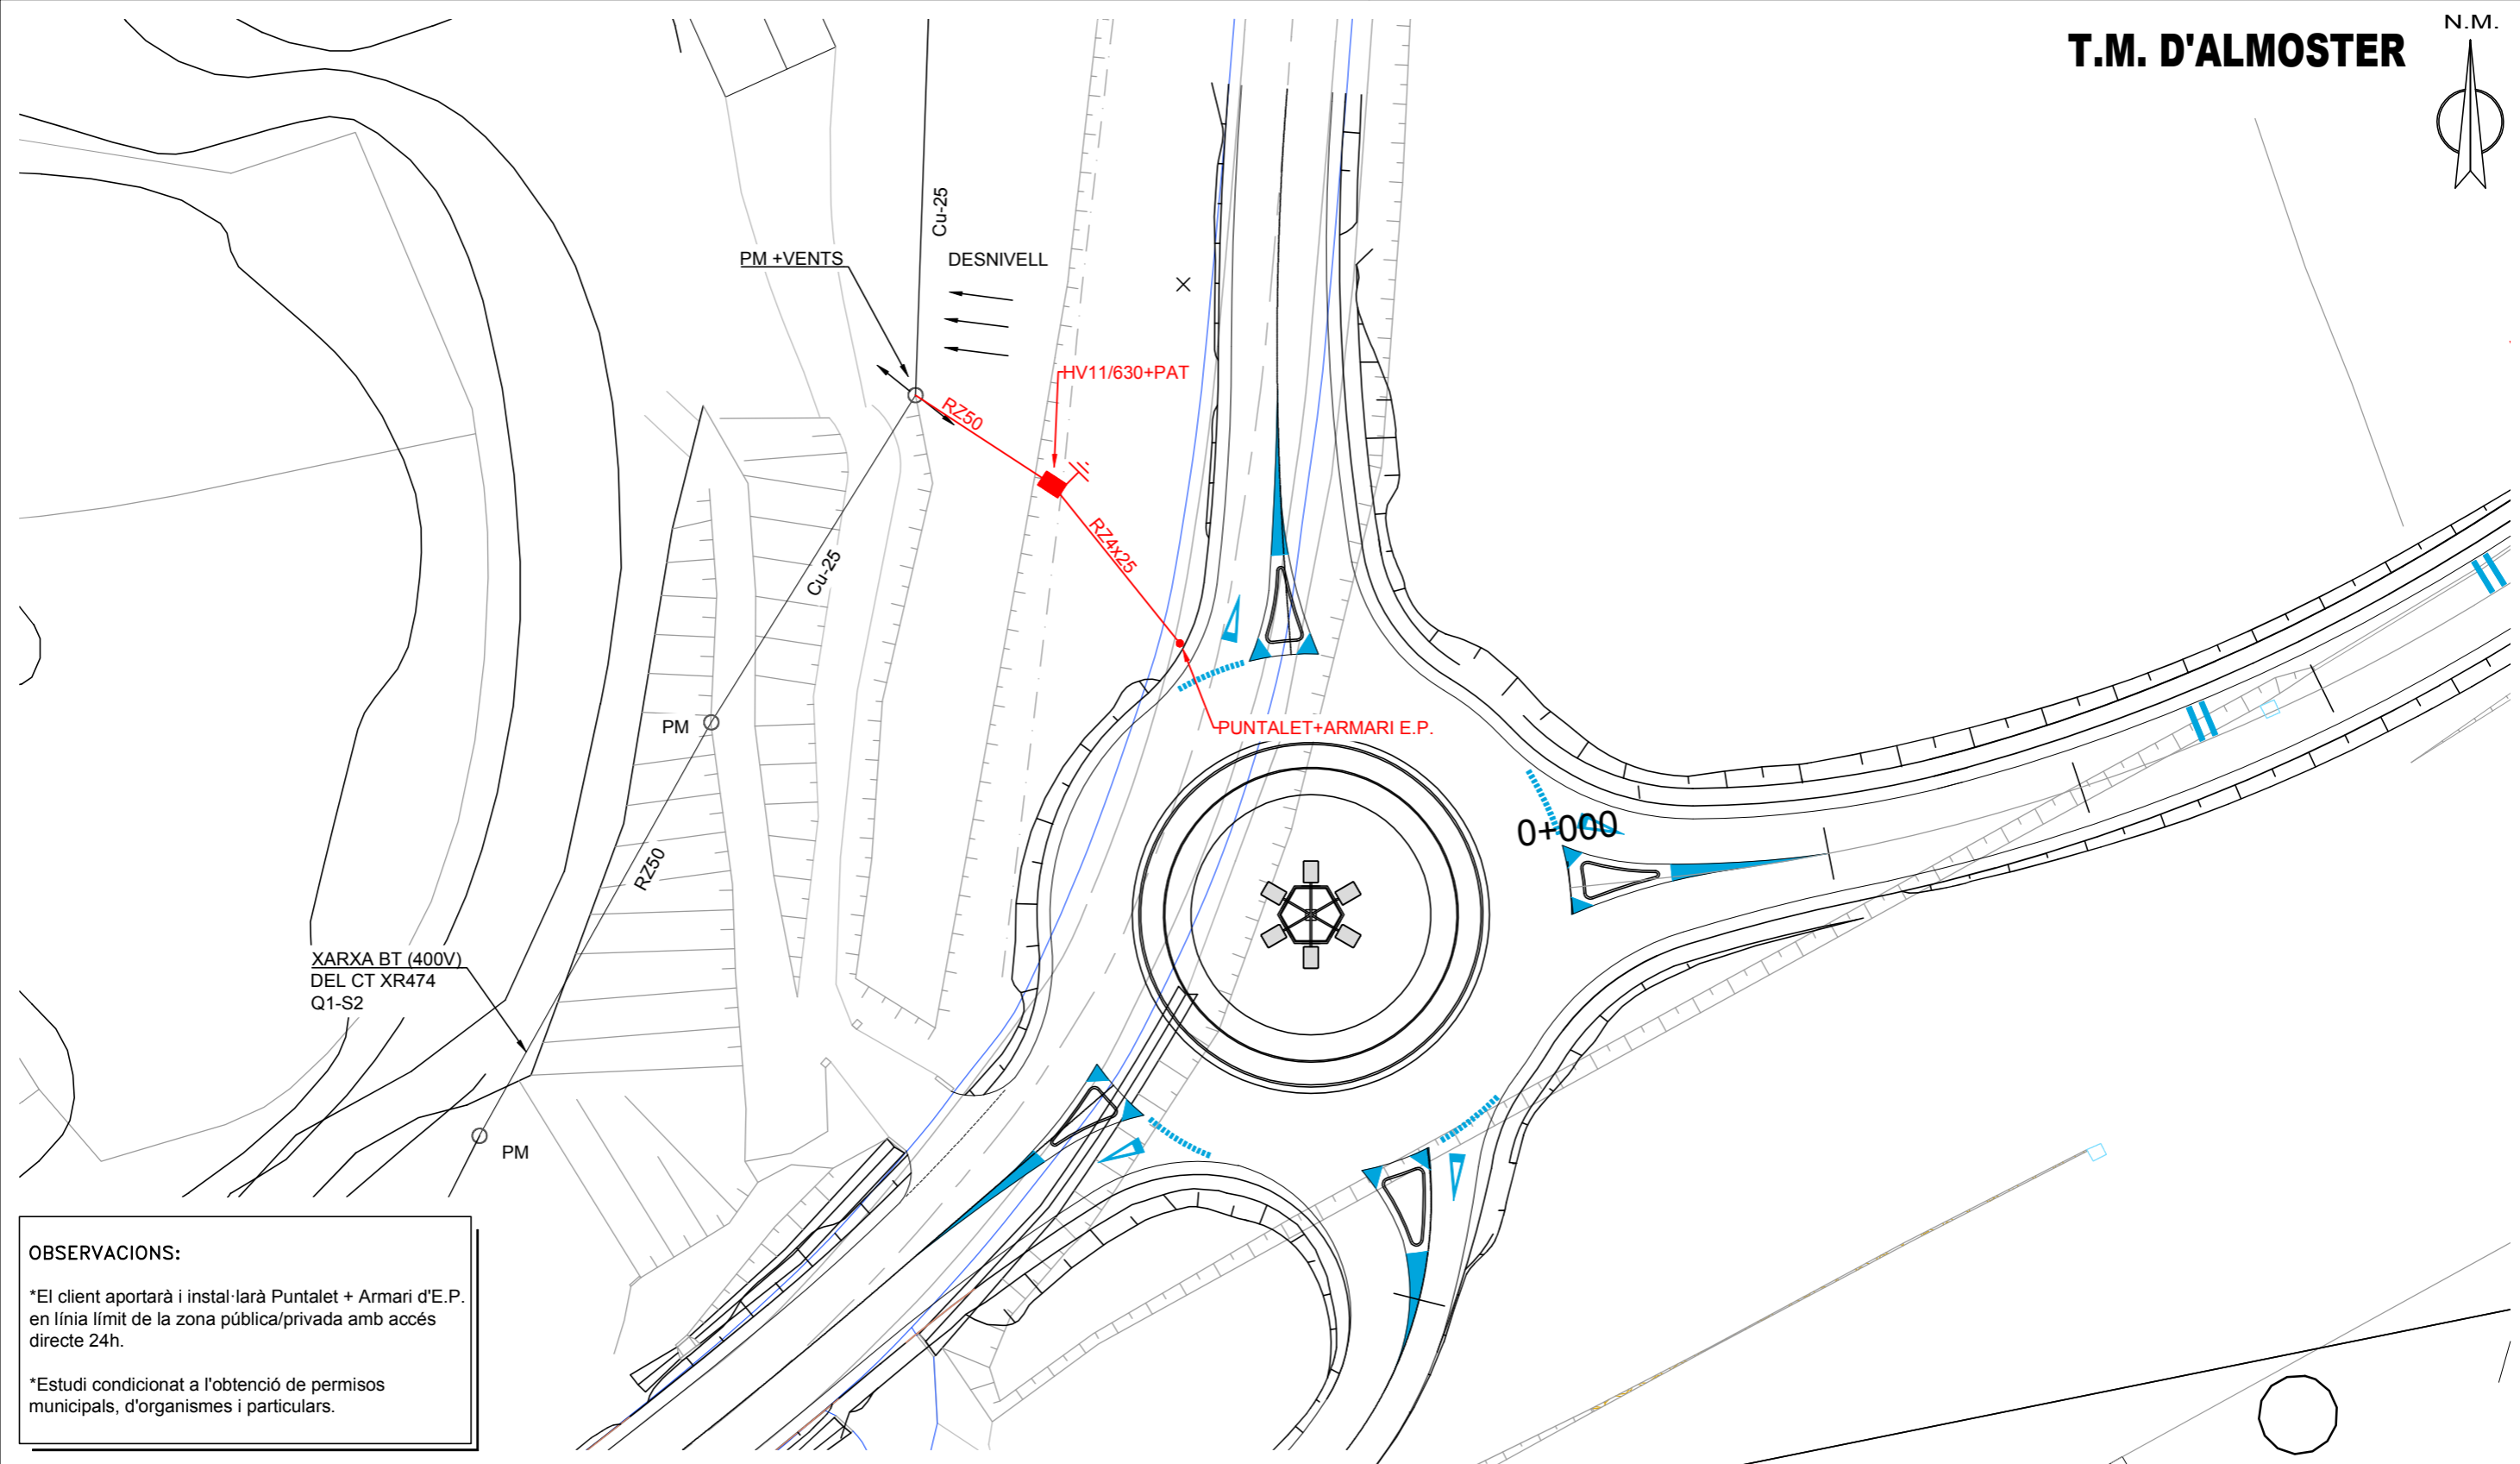 T.M. D'ALMOSTER
N.M.
Cu-25
PM +VENTS
DESNIVELL
HV11/630+PAT
RZ50
RZ4x25
Cu-25
PM
PUNTALET+ARMARI E.P.
0+000
RZ50
XARXA BT (400V)
DEL CT XR474
Q1-S2
PM
OBSERVACIONS:
*El client aportarà i instal·larà Puntalet + Armari d'E.P.
en línia límit de la zona pública/privada amb accés
directe 24h.
*Estudi condicionat a l'obtenció de permisos
municipals, d'organismes i particulars.